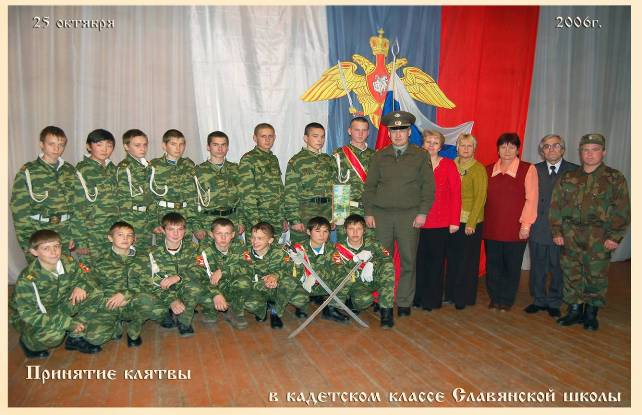 25 октября
2006г.
Принятие клятвы
в кадетском классе Славянской школы